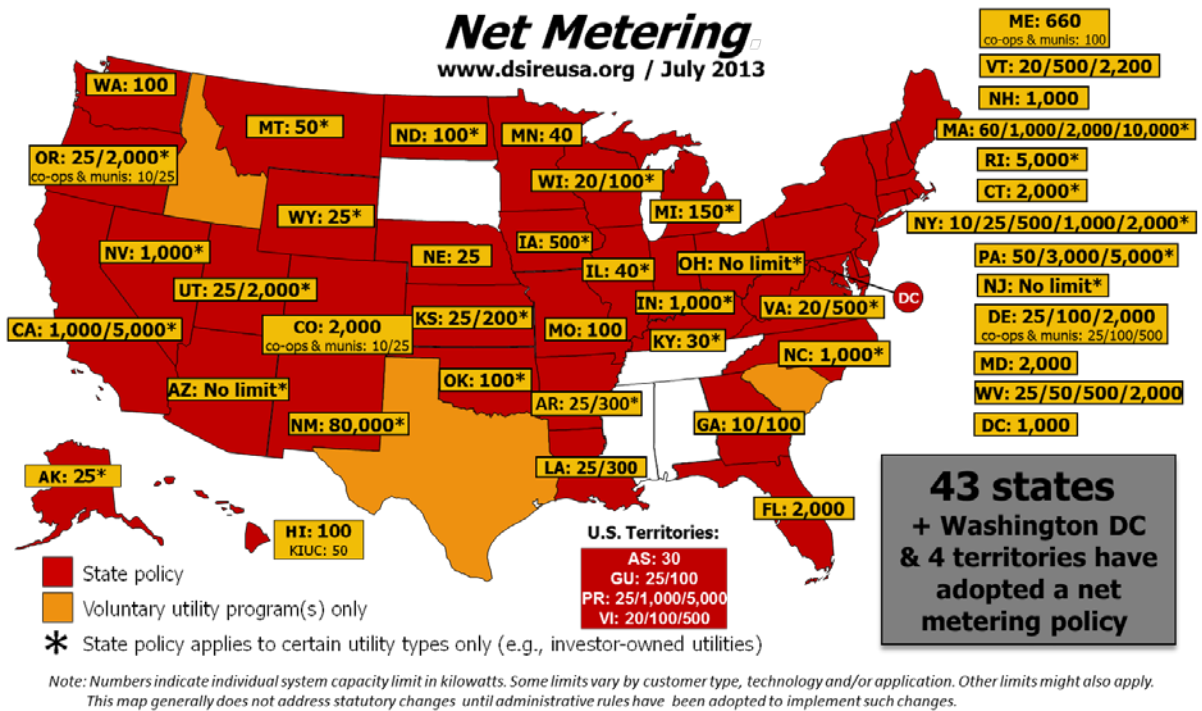 Net Metering
www.dsireusa.org / July 2013
ME: 660
co-ops & munis: 100
VT: 20/500/2,200
NH: 1,000
MA: 60/1,000/2,000/10,000*
RI: 5,000*
CT: 2,000*
NY: 10/25/500/1,000/2,000*
PA: 50/3,000/5,000*
NJ: No limit*
DE: 25/100/2,000
co-ops & munis: 25/100/500
MD: 2,000
WV: 25/50/500/2,000
DC: 1,000
WA: 100
MT: 50*
ND: 100*
MN: 40
OR: 25/2,000*
co-ops & munis: 10/25
WI: 20/100*
MI: 150*
WY: 25*
NV: 1,000*
IA: 500*
NE: 25
IL: 40*
OH: No limit*
UT: 25/2,000*
IN: 1,000*
VA: 20/500*
DC
CA: 1,000/5,000*
CO: 2,000
co-ops & munis: 10/25
KS: 25/200*
MO: 100
KY: 30*
NC: 1,000*
AZ: No limit*
OK: 100*
AR: 25/300*
NM: 80,000*
GA: 10/100
LA: 25/300
AK: 25*
FL: 2,000
HI: 100
KIUC: 50
U.S. Territories:
AS: 30
GU: 25/100
PR: 25/1,000/5,000
VI: 20/100/500
43 states
+ Washington DC
& 4 territories have
adopted a net
metering policy
State policy
Voluntary utility program(s) only
* State policy applies to certain utility types only (e.g., investor-owned utilities)
Note: Numbers indicate individual system capacity limit in kilowatts. Some limits vary by customer type, technology and/or application. Other limits might also apply.
This map generally does not address statutory changes until administrative rules have been adopted to implement such changes.